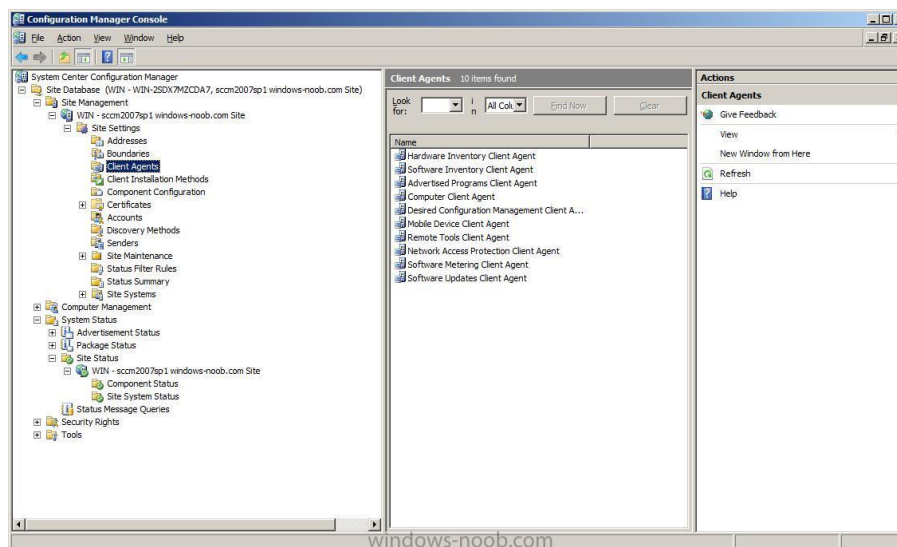 Configuration Manager Console
File Action View Window Help
System Center Configuration Manager
Site Database (WIN - WIN-2SDX7MZCDA7, sccm2007sp1 windows-noob.com Site)
Site Management
WIN - sccm2007sp1 windows-noob.com Site
Site Settings
Addresses
Boundaries
Client Agents
Client Installation Methods
Component Configuration
Certificates
Accounts
Discovery Methods
Senders
Site Maintenance
Status Filter Rules
Status Summary
Site Systems
Computer Management
System Status
Advertisement Status
Package Status
Site Status
WIN - sccm2007sp1 windows-noob.com Site
Component Status
Site System Status
Status Message Queries
Security Rights
Tools
Client Agents 10 items found
Look for: in All Colu Find Now Clear
Name
Hardware Inventory Client Agent
Software Inventory Client Agent
Advertised Programs Client Agent
Computer Client Agent
Desired Configuration Management Client A...
Mobile Device Client Agent
Remote Tools Client Agent
Network Access Protection Client Agent
Software Metering Client Agent
Software Updates Client Agent
Actions
Client Agents
Give Feedback
View
New Window from Here
Refresh
Help
windows-noob.com